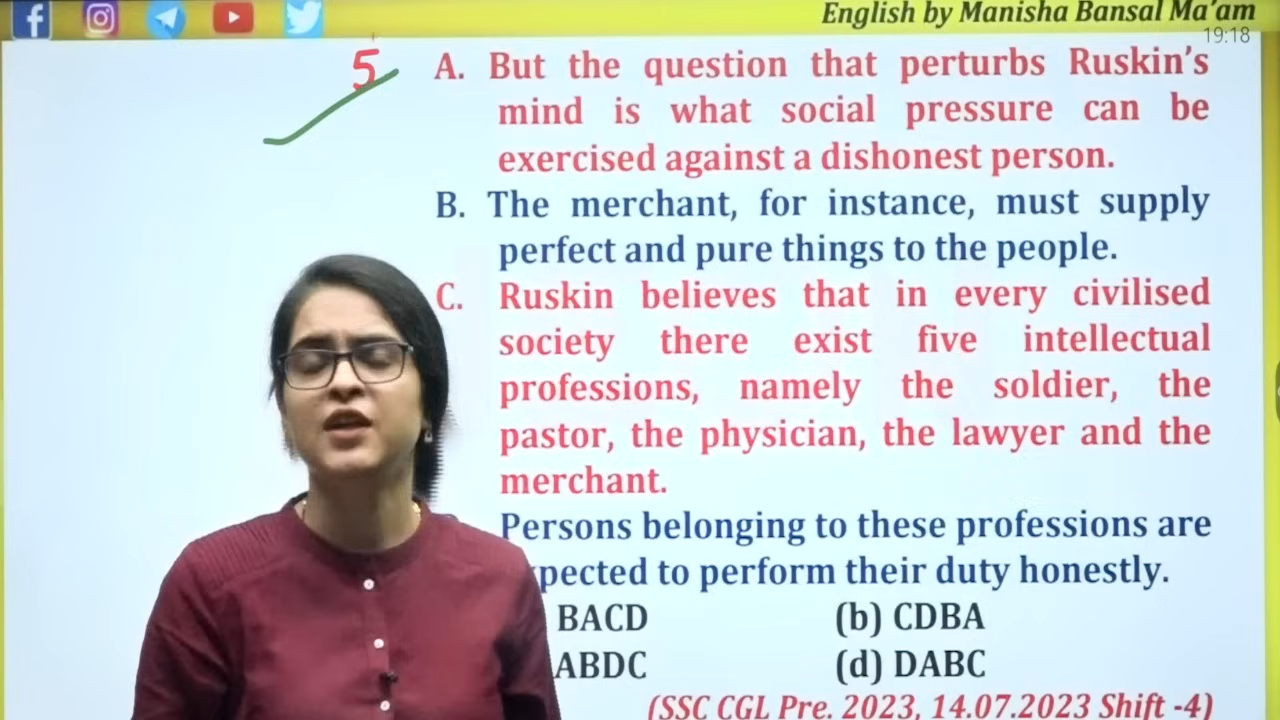 English by Manisha Bansal Ma'am
19:18
5
A. But the question that perturbs Ruskin's
mind is what social pressure can be
exercised against a dishonest person.
B. The merchant, for instance, must supply
perfect and pure things to the people.
C. Ruskin believes that in every civilised
society there exist five intellectual
professions, namely the soldier, the
pastor, the physician, the lawyer and the
merchant.
Persons belonging to these professions are
to perform their duty honestly.
BACD (b) CDBA
ABDC (d) DABC
(SSC CGL Pre. 2023, 14.07.2023 Shift -4)